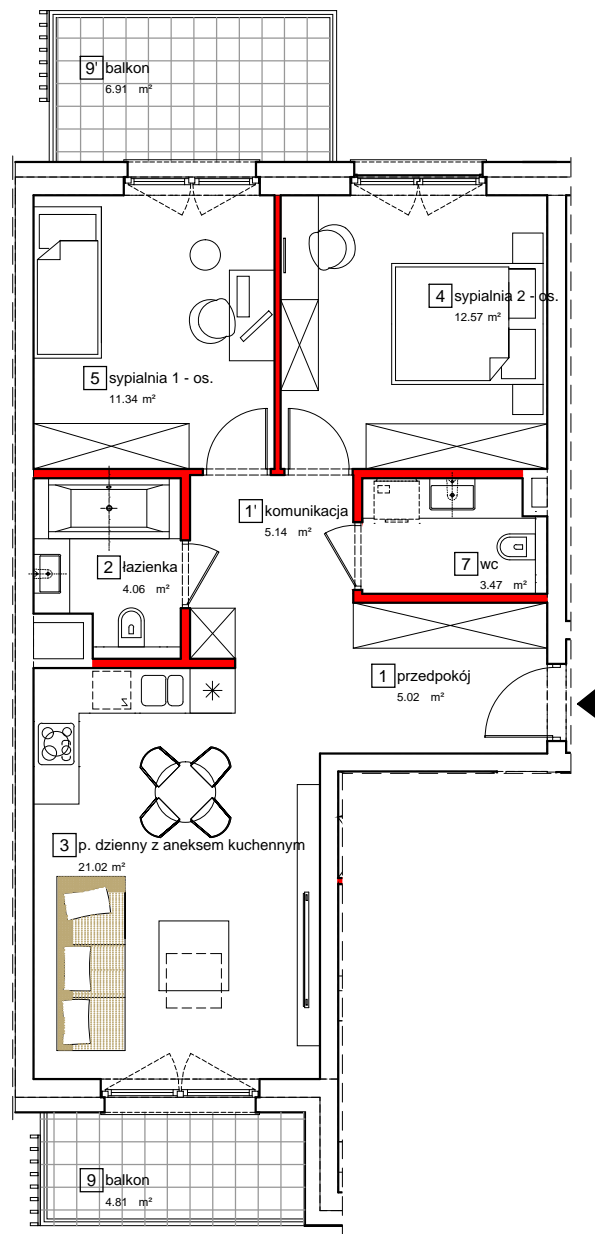 9' balkon
6.91 m²
4 sypialnia 2 - os.
12.57 m²
5 sypialnia 1 - os.
11.34 m²
1' komunikacja
5.14 m²
2 łazienka
4.06 m²
7 wc
3.47 m²
1 przedpokój
5.02 m²
3 p. dzienny z aneksem kuchennym
21.02 m²
9 balkon
4.81 m²